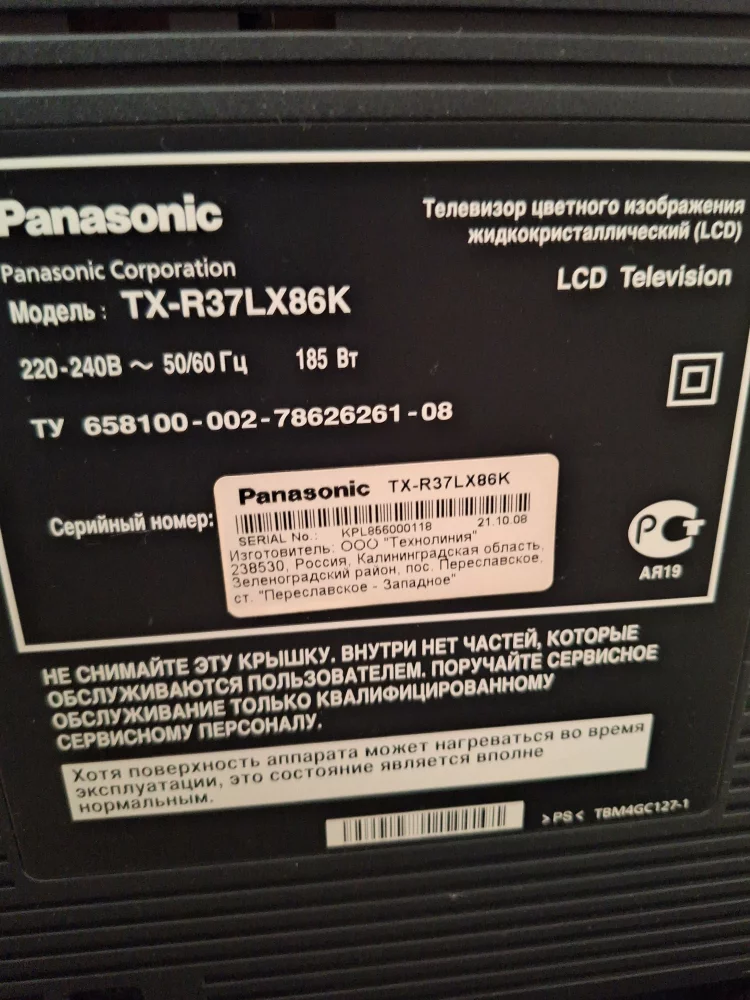 Panasonic
Телевизор цветного изображения
жидкокристаллический (LCD)
Panasonic Corporation
LCD Television
Модель: TX-R37LX86K
220-240В ~ 50/60 Гц 185 Вт
ТУ 658100-002-78626261-08
Серийный номер:
Panasonic TX-R37LX86K
SERIAL No.: KPL856000118 21.10.08
Изготовитель: ООО "Технолиния"
238530, Россия, Калининградская область,
Зеленоградский район, пос. Переславское,
ст. "Переславское - Западное"
РСТ
АЯ19
НЕ СНИМАЙТЕ ЭТУ КРЫШКУ. ВНУТРИ НЕТ ЧАСТЕЙ, КОТОРЫЕ
ОБСЛУЖИВАЮТСЯ ПОЛЬЗОВАТЕЛЕМ. ПОРУЧАЙТЕ СЕРВИСНОЕ
ОБСЛУЖИВАНИЕ ТОЛЬКО КВАЛИФИЦИРОВАННОМУ
СЕРВИСНОМУ ПЕРСОНАЛУ.
Хотя поверхность аппарата может нагреваться во время
эксплуатации, это состояние является вполне
нормальным.
>PS< TBM4GC127-1